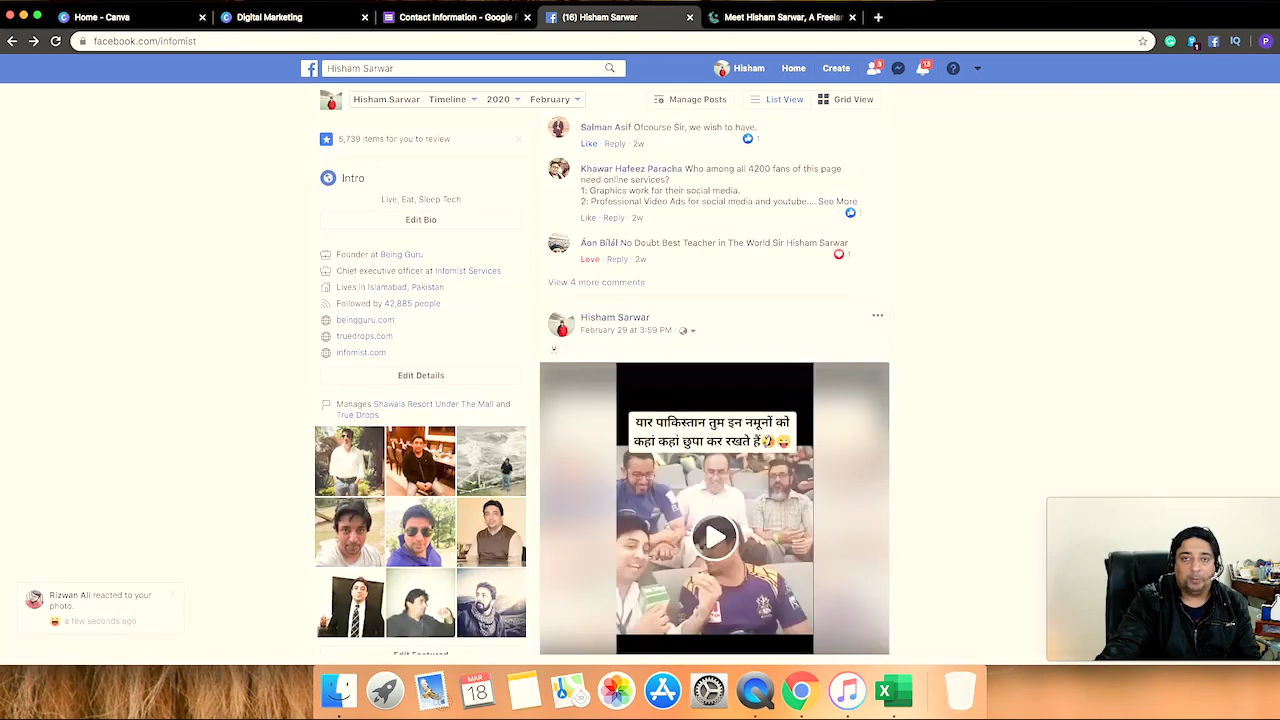 Home - Canva
Digital Marketing
Contact Information - Google F
(16) Hisham Sarwar
Meet Hisham Sarwar, A Freelan
facebook.com/infomist
Hisham Sarwar
Hisham
Home
Create
3
13
Hisham Sarwar Timeline 2020 February
Manage Posts
List View
Grid View
5,739 items for you to review
Intro
Live, Eat, Sleep Tech
Edit Bio
Founder at Being Guru
Chief executive officer at Infomist Services
Lives in Islamabad, Pakistan
Followed by 42,885 people
beingguru.com
truedrops.com
infomist.com
Edit Details
Manages Shawala Resort Under The Mall and
True Drops
Edit Featured
Salman Asif Ofcourse Sir, we wish to have.
1
Like · Reply · 2w
Khawar Hafeez Paracha Who among all 4200 fans of this page
need online services?
1: Graphics work for their social media.
2: Professional Video Ads for social media and youtube.... See More
1
Like · Reply · 2w
Áon Bílál No Doubt Best Teacher in The World Sir Hisham Sarwar
1
Love · Reply · 2w
View 4 more comments
Hisham Sarwar
February 29 at 3:59 PM ·
यार पाकिस्तान तुम इन नमूनों को
कहां कहां छुपा कर रखते हैं🤣😜
Rizwan Ali reacted to your
photo.
a few seconds ago
MAR
18